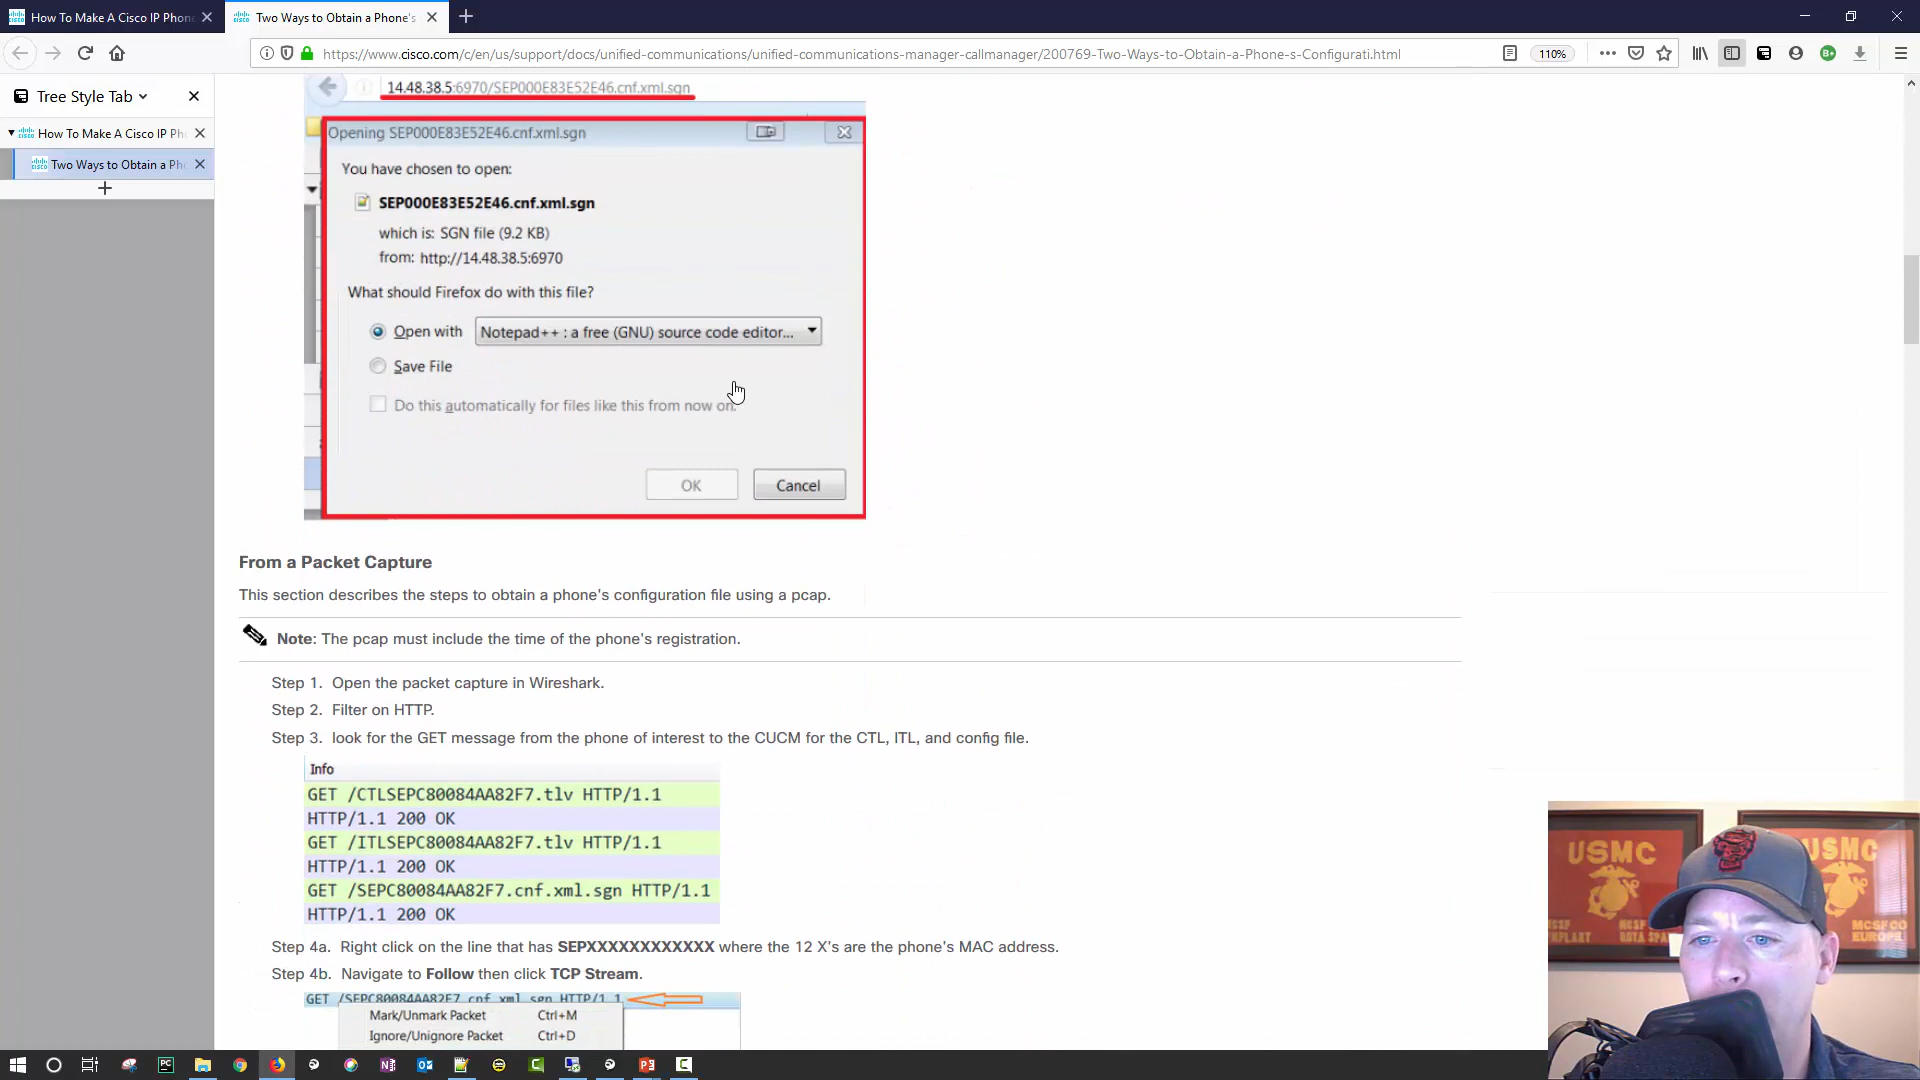 How To Make A Cisco IP Phone
Two Ways to Obtain a Phone's
https://www.cisco.com/c/en/us/support/docs/unified-communications/unified-communications-manager-callmanager/200769-Two-Ways-to-Obtain-a-Phone-s-Configurati.html
110%
Tree Style Tab
How To Make A Cisco IP Ph
Two Ways to Obtain a Ph
14.48.38.5:6970/SEP000E83E52E46.cnf.xml.sgn
Opening SEP000E83E52E46.cnf.xml.sgn
You have chosen to open:
SEP000E83E52E46.cnf.xml.sgn
which is: SGN file (9.2 KB)
from: http://14.48.38.5:6970
What should Firefox do with this file?
Open with Notepad++ : a free (GNU) source code editor...
Save File
Do this automatically for files like this from now on.
OK Cancel
From a Packet Capture
This section describes the steps to obtain a phone's configuration file using a pcap.
Note: The pcap must include the time of the phone's registration.
Step 1. Open the packet capture in Wireshark.
Step 2. Filter on HTTP.
Step 3. look for the GET message from the phone of interest to the CUCM for the CTL, ITL, and config file.
Info
GET /CTLSEPC80084AA82F7.tlv HTTP/1.1
HTTP/1.1 200 OK
GET /ITLSEPC80084AA82F7.tlv HTTP/1.1
HTTP/1.1 200 OK
GET /SEPC80084AA82F7.cnf.xml.sgn HTTP/1.1
HTTP/1.1 200 OK
Step 4a. Right click on the line that has SEPXXXXXXXXXXXX where the 12 X's are the phone's MAC address.
Step 4b. Navigate to Follow then click TCP Stream.
GET /SEPC80084AA82F7.cnf.xml.sgn HTTP/1.1
Mark/Unmark Packet Ctrl+M
Ignore/Unignore Packet Ctrl+D
USMC
USMC
MCSF
ROTA SPA
MCSFCO
EUROPE